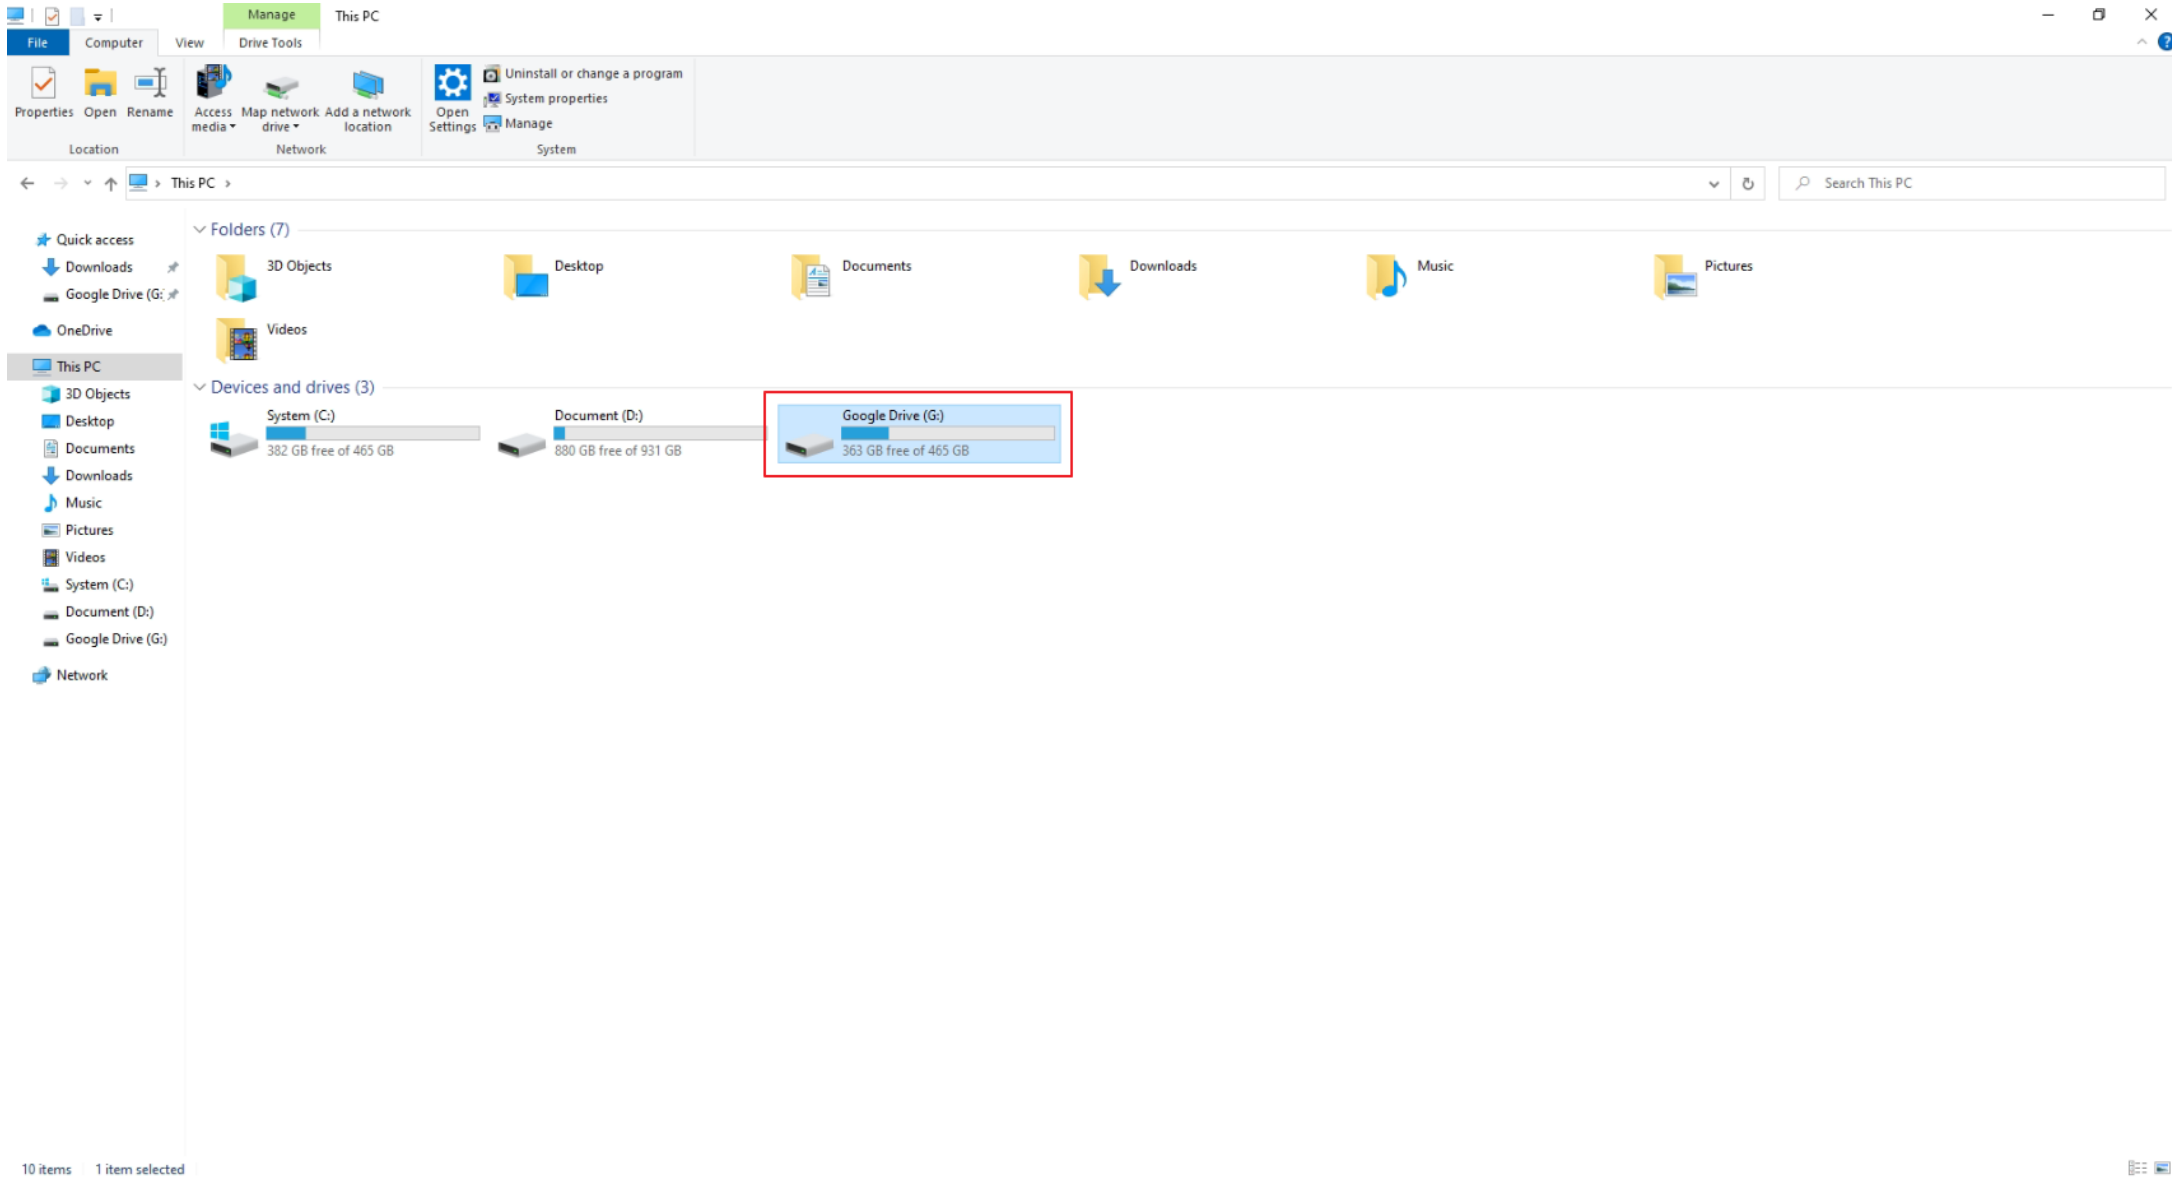 Manage
This PC
File
Computer
View
Drive Tools
Properties
Open
Rename
Access
media
Map network
drive
Add a network
location
Open
Settings
Uninstall or change a program
System properties
Manage
Location
Network
System
This PC
Search This PC
Quick access
Downloads
Google Drive (G:
OneDrive
This PC
3D Objects
Desktop
Documents
Downloads
Music
Pictures
Videos
System (C:)
Document (D:)
Google Drive (G:)
Network
Folders (7)
3D Objects
Desktop
Documents
Downloads
Music
Pictures
Videos
Devices and drives (3)
System (C:)
382 GB free of 465 GB
Document (D:)
880 GB free of 931 GB
Google Drive (G:)
363 GB free of 465 GB
10 items
1 item selected